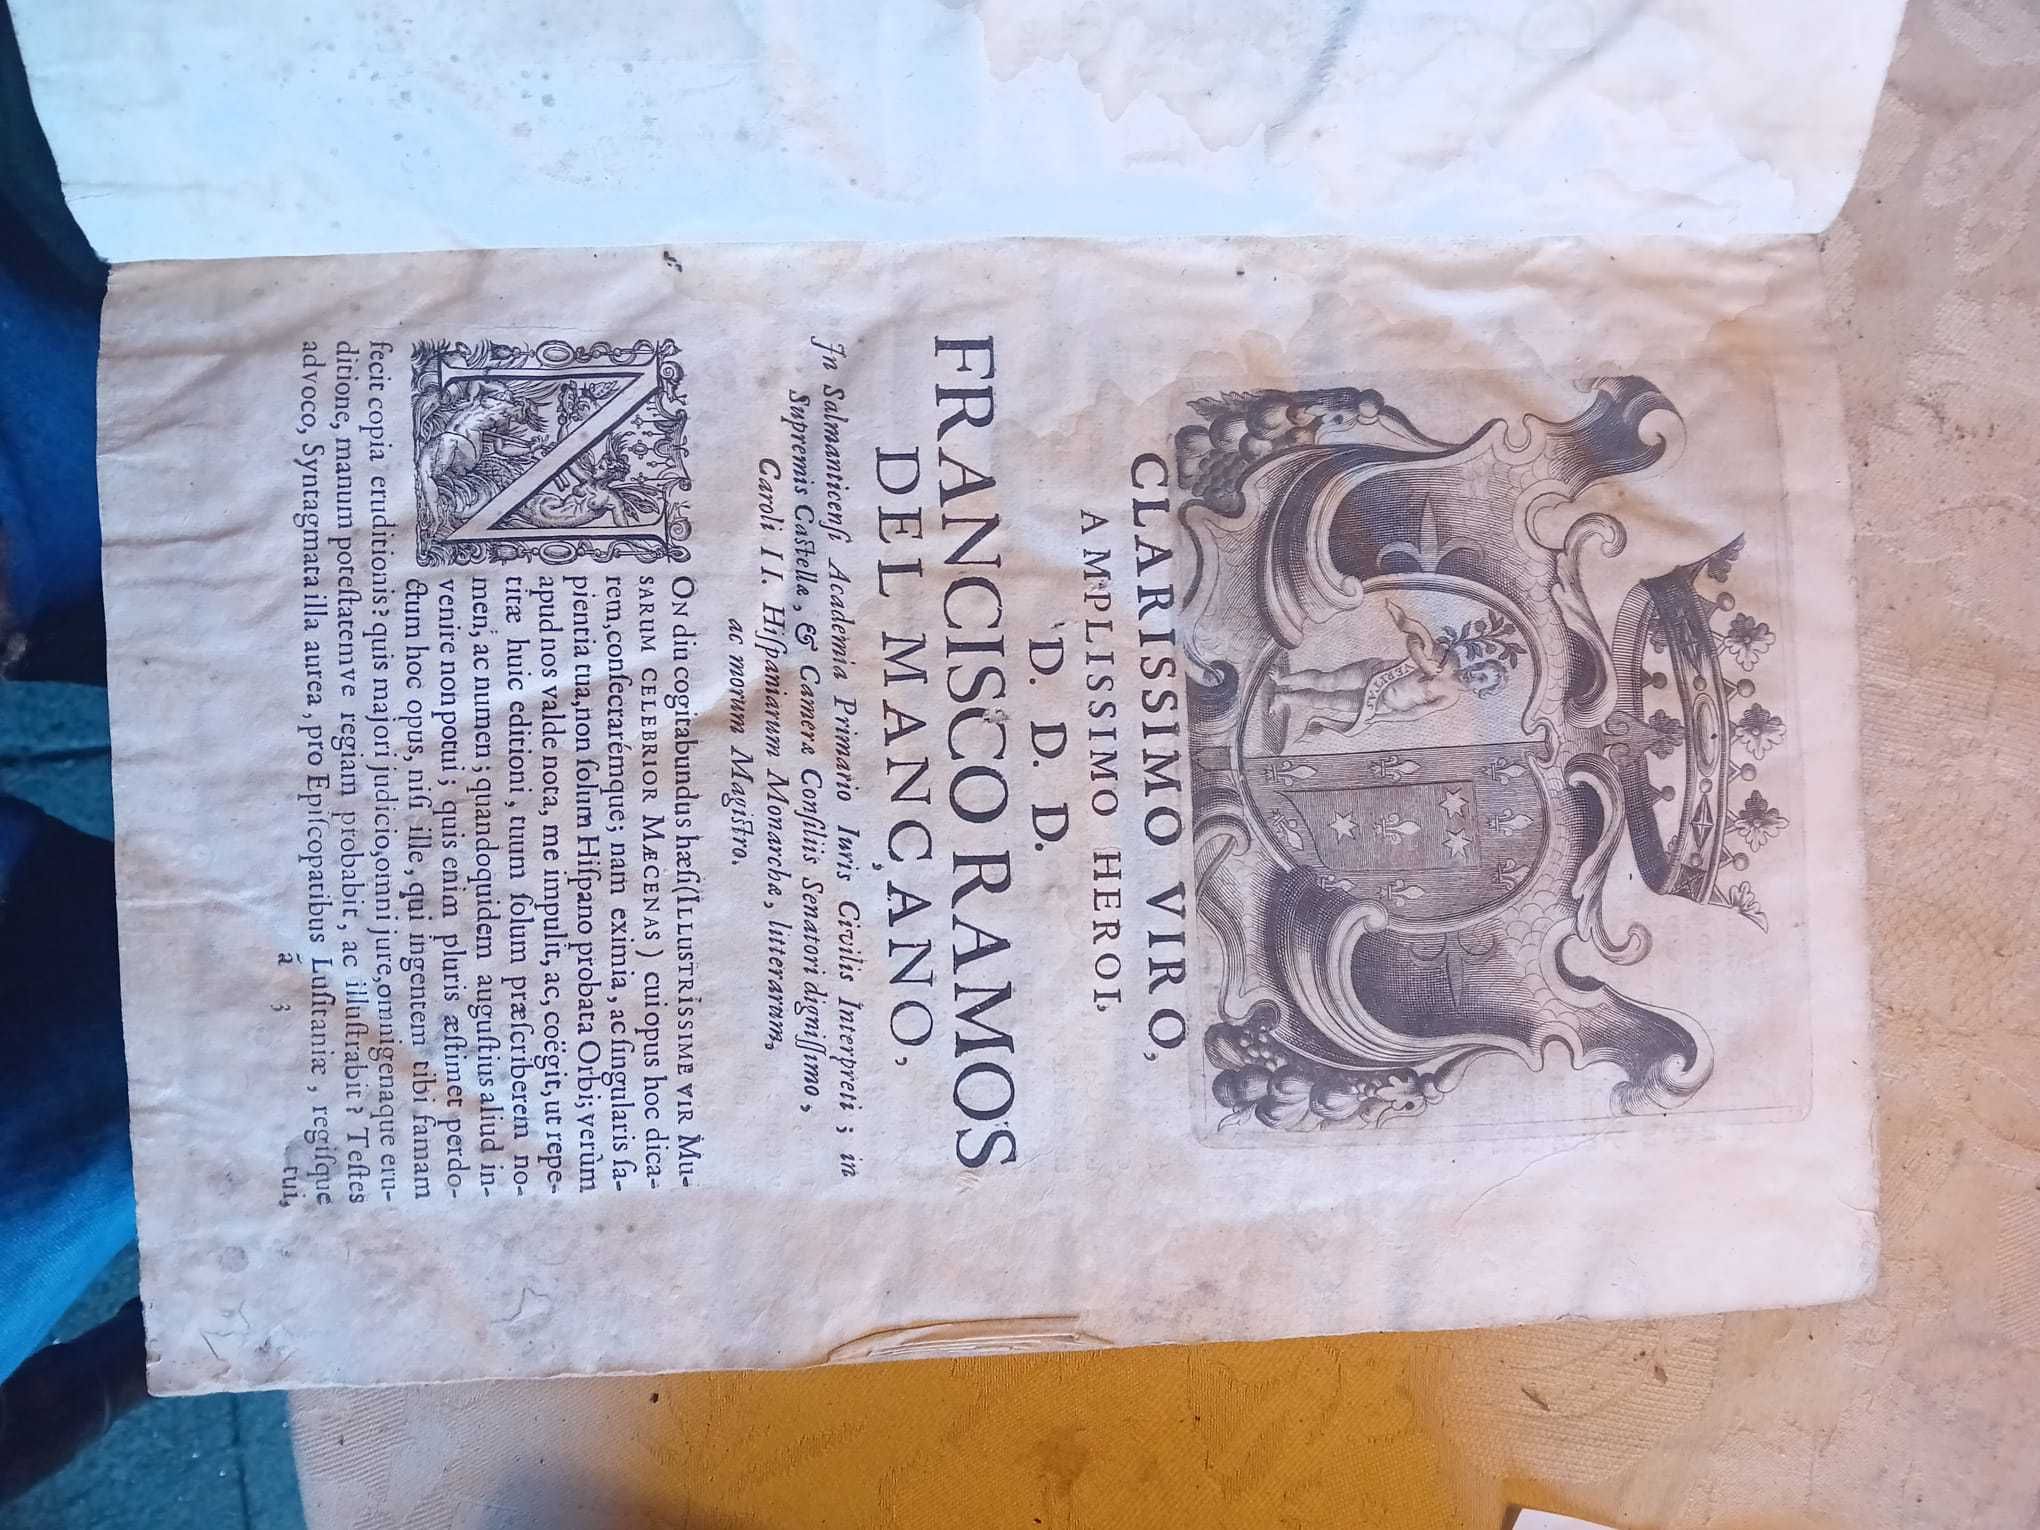 VERITAS
CLARISSIMO VIRO,
AMPLISSIMO HEROI,
D. D. D.
FRANCISCO RAMOS
DEL MANÇANO,
In Salmanticenſi Academia Primario Iuris Civilis Interpreti; in
Supremis Caſtellæ, & Cameræ Conſiliis Senatori digniſſimo,
Caroli II. Hiſpaniarum Monarchæ, litterarum,
ac morum Magiſtro.
NON diu cogitabundus hæſi (ILLUSTRISSIME VIR MU-
SARUM CELEBRIOR MÆCENAS) cui opus hoc dica-
rem, conſecrarémque; nam eximia, ac ſingularis ſa-
pientia tua, non ſolùm Hiſpano probata Orbi; verùm
apud nos valde nota, me impulit, ac, coëgit, ut repe-
titæ huic editioni, tuum ſolum præſcriberem no-
men, ac numen; quandoquidem auguſtius aliud in-
venire non potui; quis enim pluris æſtimet perdo-
ctum hoc opus, niſi ille, qui ingentem tibi famam
fecit copia eruditionis? quis majori judicio, omni jure, omnigenaque eru-
ditione, manum poteſtatemve regiam probabit, ac illuſtrabit? Teſtes
advoco, Syntagmata illa aurea, pro Epiſcopatibus Luſitaniæ, regiſque
ã 3 tui,